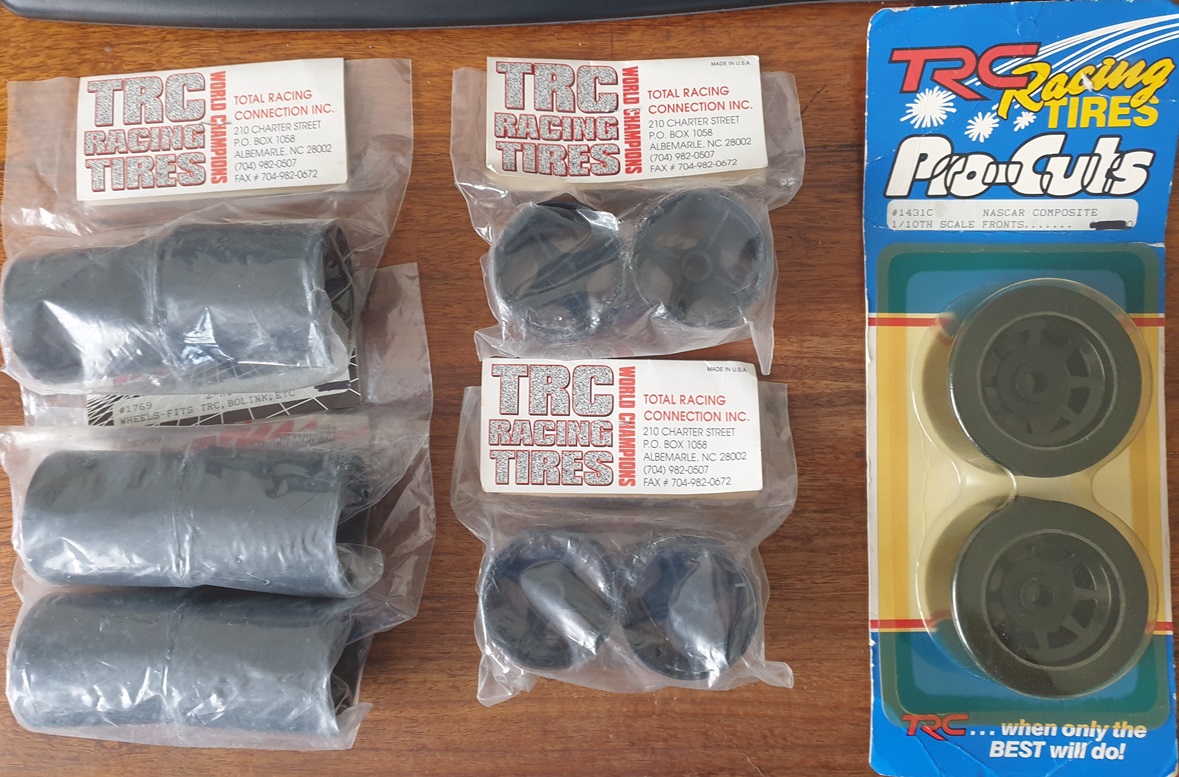 TRC
RACING
TIRES
WORLD CHAMPIONS
TOTAL RACING
CONNECTION INC.
210 CHARTER STREET
P.O. BOX 1058
ALBEMARLE, NC 28002
(704) 982-0507
FAX # 704-982-0672
#1759
WHEELS-FITS TRC,BOLINK,ETC
MADE IN U.S.A.
TRC
RACING
TIRES
WORLD CHAMPIONS
TOTAL RACING
CONNECTION INC.
210 CHARTER STREET
P.O. BOX 1058
ALBEMARLE, NC 28002
(704) 982-0507
FAX # 704-982-0672
MADE IN U.S.A.
TRC
RACING
TIRES
WORLD CHAMPIONS
TOTAL RACING
CONNECTION INC.
210 CHARTER STREET
P.O. BOX 1058
ALBEMARLE, NC 28002
(704) 982-0507
FAX # 704-982-0672
TRC
Racing
TIRES
Pro-Cuts
#1431C NASCAR COMPOSITE
1/10TH SCALE FRONTS.......
TRC... when only the
BEST will do!